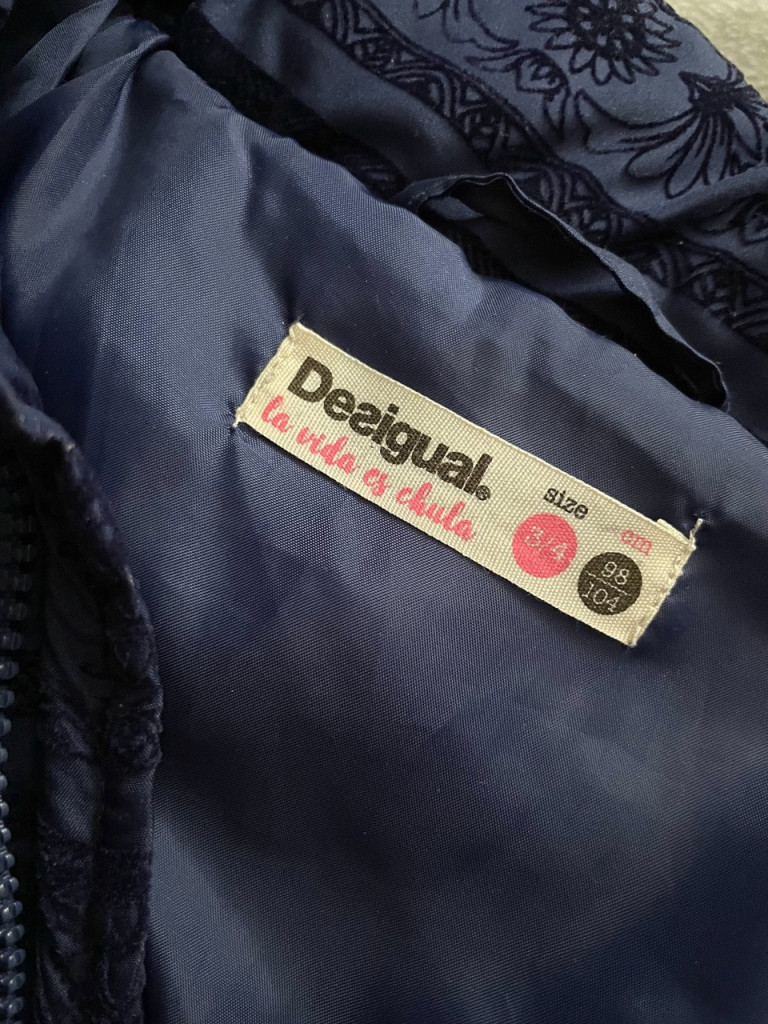 Desigual.
la vida es chula
size
3/4
cm
98
104